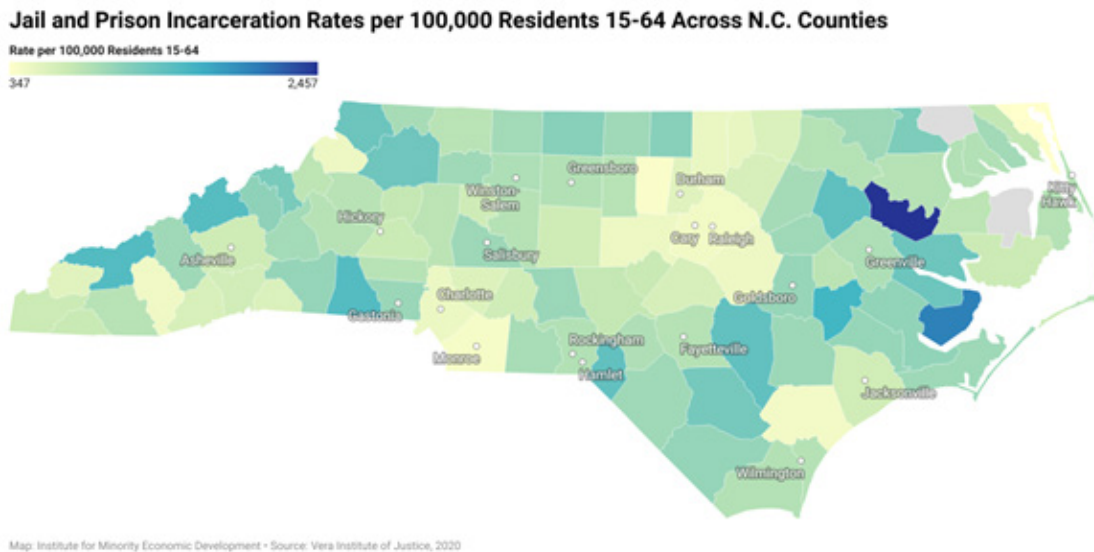 Jail and Prison Incarceration Rates per 100,000 Residents 15-64 Across N.C. Counties
Rate per 100,000 Residents 15-64
347 2,457
Greensboro
Durham
Winston-
Salem
Kitty
Hawk
Hickory
Cary Raleigh
Salisbury
Asheville
Greenville
Charlotte
Goldsboro
Gastonia
Rockingham
Fayetteville
Monroe
Hamlet
Jacksonville
Wilmington
Map: Institute for Minority Economic Development • Source: Vera Institute of Justice, 2020